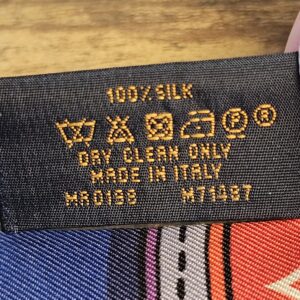 100% SILK
P ®
DRY CLEAN ONLY
MADE IN ITALY
MR0198 M71487